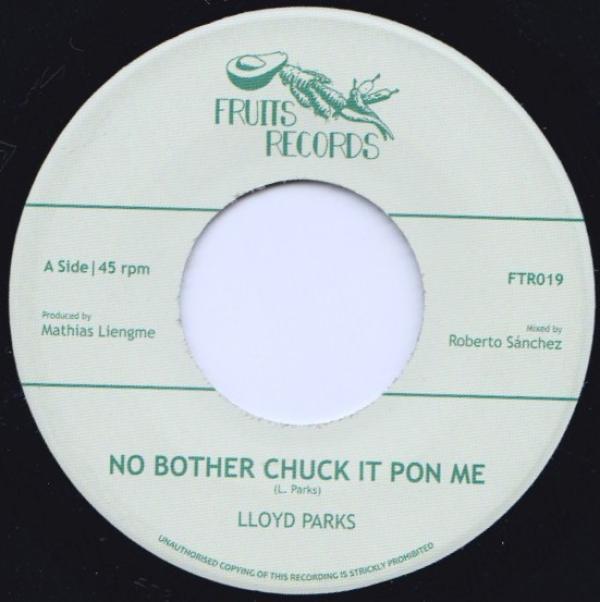 FRUITS
RECORDS
A Side | 45 rpm
FTR019
Produced by
Mathias Liengme
Mixed by
Roberto Sánchez
NO BOTHER CHUCK IT PON ME
(L. Parks)
LLOYD PARKS
UNAUTHORISED COPYING OF THIS RECORDING IS STRICTLY PROHIBITED